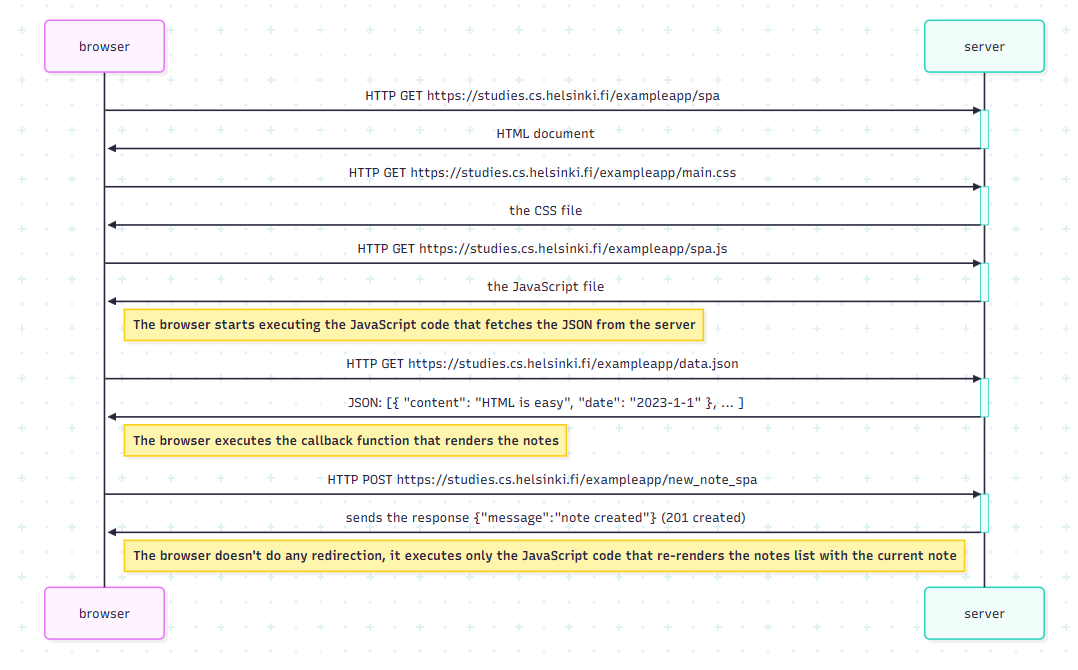 browser
server
HTTP GET https://studies.cs.helsinki.fi/exampleapp/spa
HTML document
HTTP GET https://studies.cs.helsinki.fi/exampleapp/main.css
the CSS file
HTTP GET https://studies.cs.helsinki.fi/exampleapp/spa.js
the JavaScript file
The browser starts executing the JavaScript code that fetches the JSON from the server
HTTP GET https://studies.cs.helsinki.fi/exampleapp/data.json
JSON: [{ "content": "HTML is easy", "date": "2023-1-1" }, ... ]
The browser executes the callback function that renders the notes
HTTP POST https://studies.cs.helsinki.fi/exampleapp/new_note_spa
sends the response {"message":"note created"} (201 created)
The browser doesn't do any redirection, it executes only the JavaScript code that re-renders the notes list with the current note
browser
server